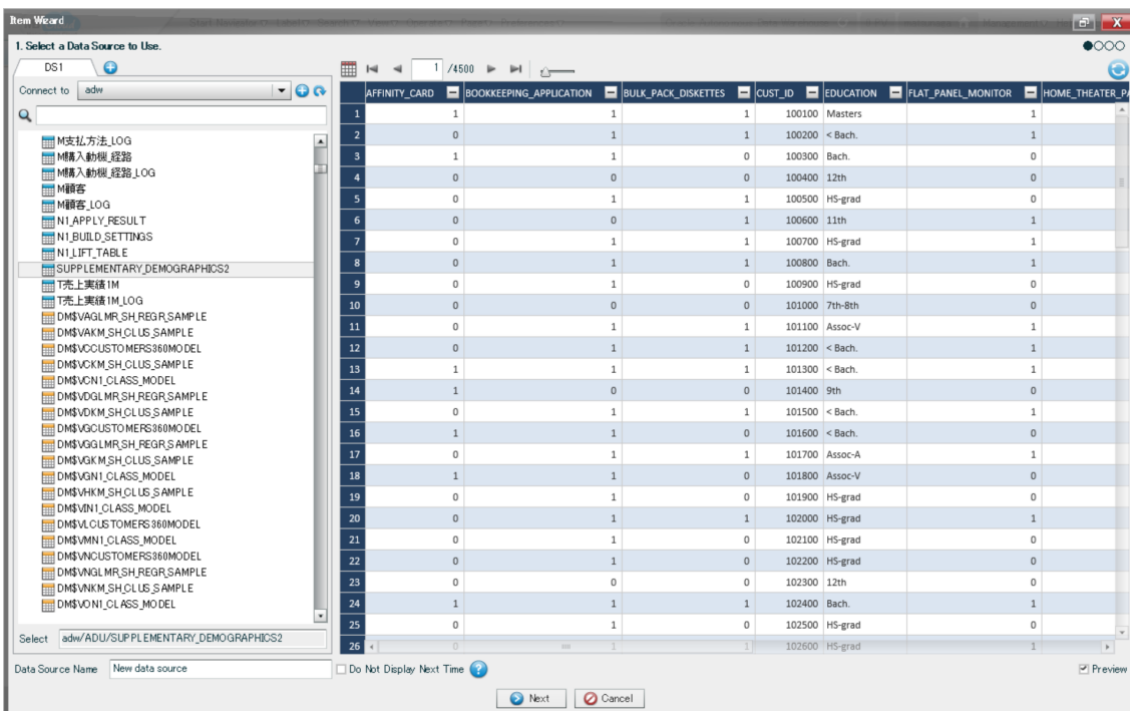 Item Wizard
1. Select a Data Source to Use.
DS1
Connect to adw
M支払方法_LOG
M購入動機_経路
M購入動機_経路_LOG
M顧客
M顧客_LOG
N1_APPLY_RESULT
N1_BUILD_SETTINGS
N1_LIFT_TABLE
SUPPLEMENTARY_DEMOGRAPHICS2
T売上実績1M
T売上実績1M_LOG
DM$VAGLMR_SH_REGR_SAMPLE
DM$VAKM_SH_CLUS_SAMPLE
DM$VCCUSTOMERS360MODEL
DM$VCKM_SH_CLUS_SAMPLE
DM$VCN1_CLASS_MODEL
DM$VDGLMR_SH_REGR_SAMPLE
DM$VDKM_SH_CLUS_SAMPLE
DM$VGCUSTOMERS360MODEL
DM$VGGLMR_SH_REGR_SAMPLE
DM$VGKM_SH_CLUS_SAMPLE
DM$VGN1_CLASS_MODEL
DM$VHKM_SH_CLUS_SAMPLE
DM$VIN1_CLASS_MODEL
DM$VLCUSTOMERS360MODEL
DM$VMN1_CLASS_MODEL
DM$VNCUSTOMERS360MODEL
DM$VNGLMR_SH_REGR_SAMPLE
DM$VNKM_SH_CLUS_SAMPLE
DM$VON1_CLASS_MODEL
Select adw/ADU/SUPPLEMENTARY_DEMOGRAPHICS2
1 /4500
AFFINITY_CARD BOOKKEEPING_APPLICATION BULK_PACK_DISKETTES CUST_ID EDUCATION FLAT_PANEL_MONITOR HOME_THEATER_PA
1 1 1 1 100100 Masters 1
2 0 1 1 100200 < Bach. 1
3 1 1 0 100300 Bach. 0
4 0 0 0 100400 12th 0
5 0 1 1 100500 HS-grad 0
6 0 0 1 100600 11th 1
7 0 1 1 100700 HS-grad 1
8 0 1 1 100800 Bach. 1
9 0 1 0 100900 HS-grad 0
10 0 0 0 101000 7th-8th 0
11 0 1 1 101100 Assoc-V 1
12 0 1 1 101200 < Bach. 1
13 1 1 1 101300 < Bach. 1
14 1 0 0 101400 9th 0
15 0 1 1 101500 < Bach. 1
16 1 1 0 101600 < Bach. 0
17 0 1 1 101700 Assoc-A 1
18 1 1 0 101800 Assoc-V 0
19 0 1 0 101900 HS-grad 0
20 0 1 1 102000 HS-grad 1
21 0 1 0 102100 HS-grad 0
22 0 1 0 102200 HS-grad 0
23 0 0 0 102300 12th 0
24 1 1 1 102400 Bach. 1
25 0 1 0 102500 HS-grad 0
26 0 1 1 102600 HS-grad 1
Data Source Name New data source
Do Not Display Next Time ?
Preview
Next Cancel